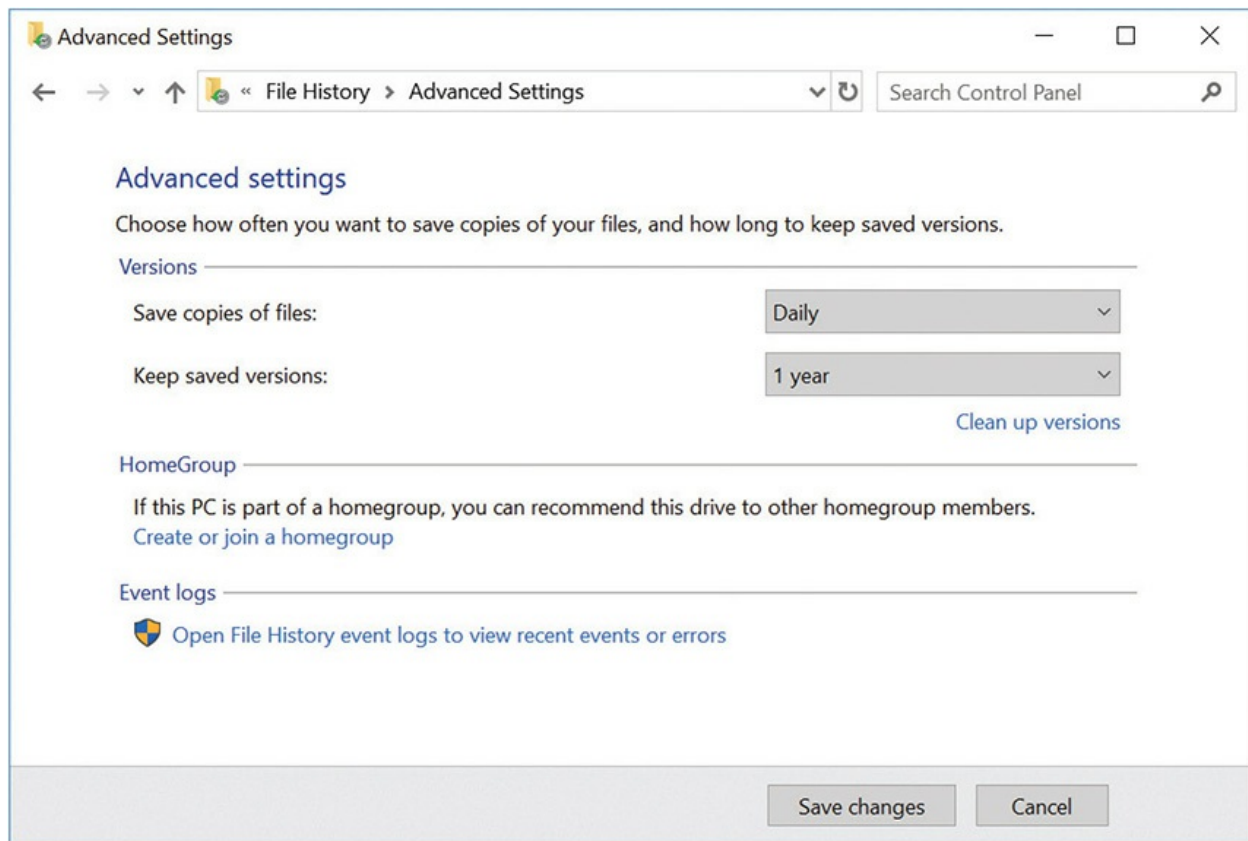 Advanced Settings
« File History > Advanced Settings
Search Control Panel
Advanced settings
Choose how often you want to save copies of your files, and how long to keep saved versions.
Versions
Save copies of files:
Daily
Keep saved versions:
1 year
Clean up versions
HomeGroup
If this PC is part of a homegroup, you can recommend this drive to other homegroup members.
Create or join a homegroup
Event logs
Open File History event logs to view recent events or errors
Save changes
Cancel